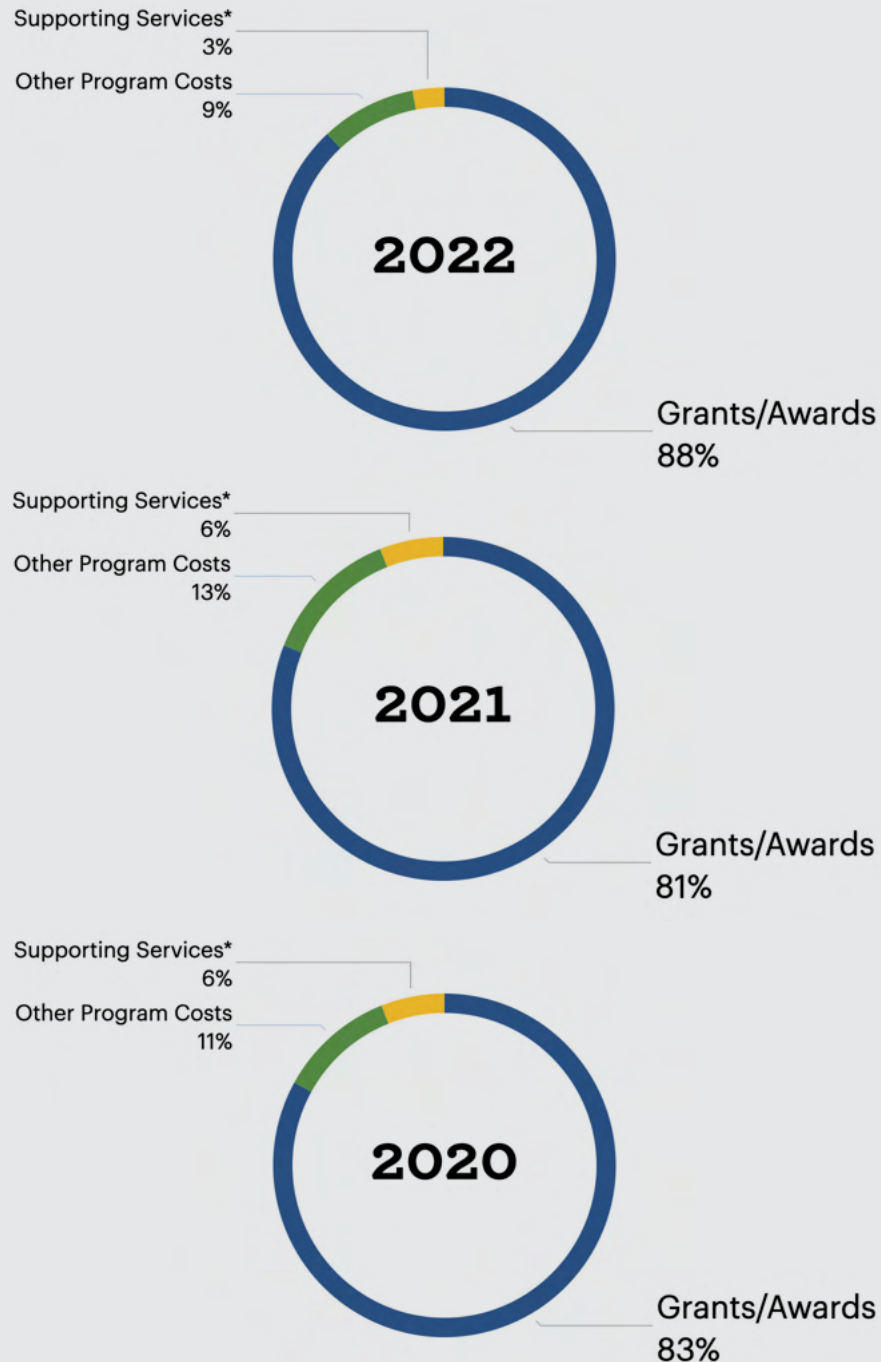 Supporting Services*
3%
Other Program Costs
9%
2022
Grants/Awards
88%
Supporting Services*
6%
Other Program Costs
13%
2021
Grants/Awards
81%
Supporting Services*
6%
Other Program Costs
11%
2020
Grants/Awards
83%